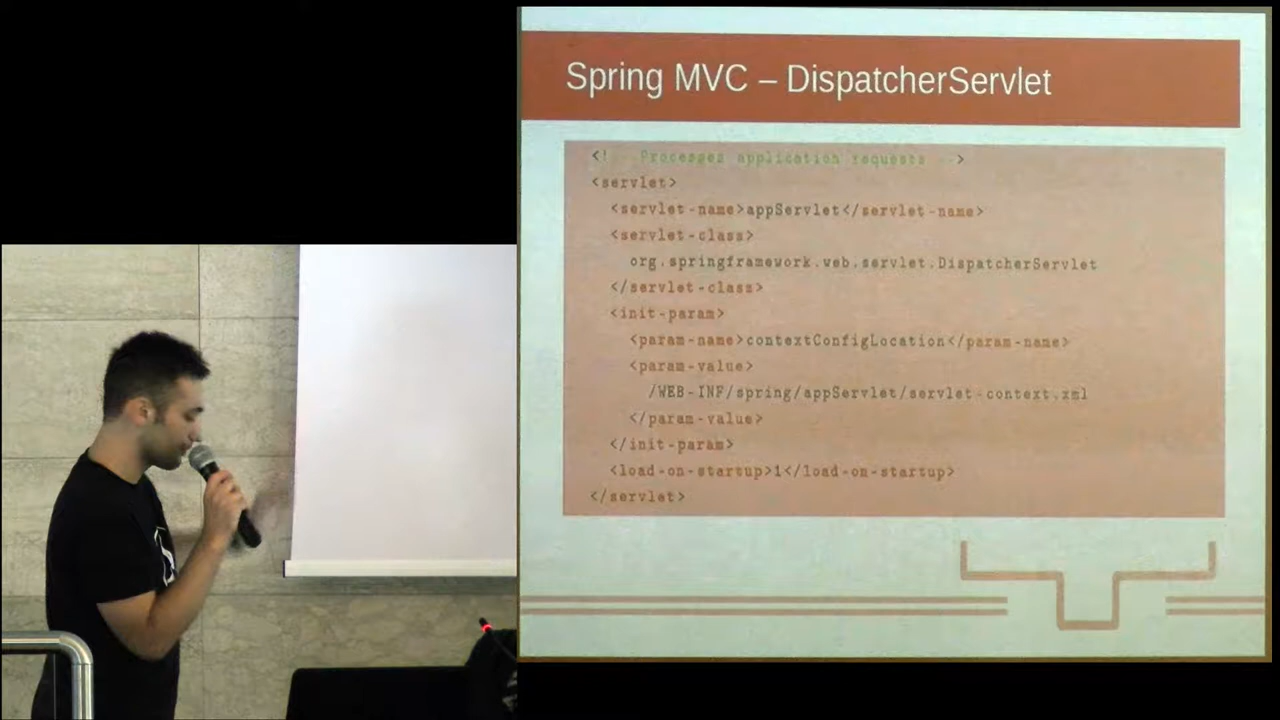 Spring MVC – DispatcherServlet
<!-- Processes application requests -->
<servlet>
<servlet-name>appServlet</servlet-name>
<servlet-class>
org.springframework.web.servlet.DispatcherServlet
</servlet-class>
<init-param>
<param-name>contextConfigLocation</param-name>
<param-value>
/WEB-INF/spring/appServlet/servlet-context.xml
</param-value>
</init-param>
<load-on-startup>1</load-on-startup>
</servlet>